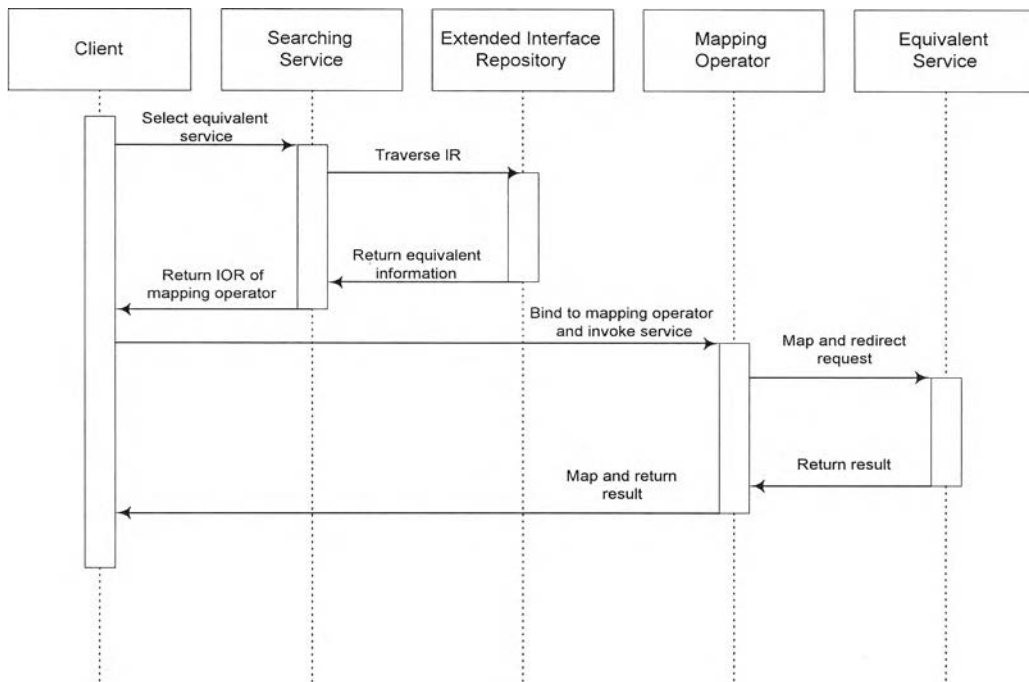 Client
Searching
Service
Extended Interface
Repository
Mapping
Operator
Equivalent
Service
Select equivalent
service
Traverse IR
Return equivalent
information
Return IOR of
mapping operator
Bind to mapping operator
and invoke service
Map and redirect
request
Return result
Map and return
result